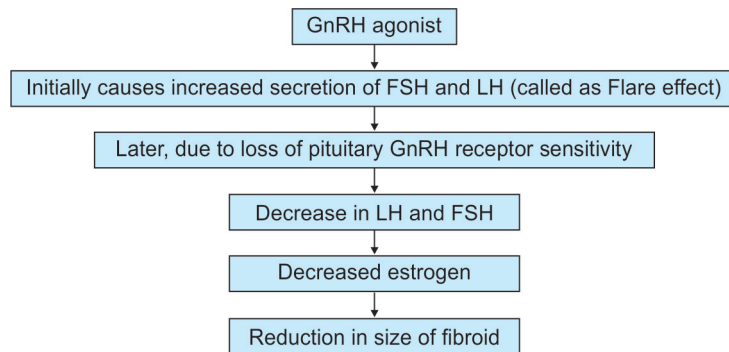 GnRH agonist
Initially causes increased secretion of FSH and LH (called as Flare effect)
Later, due to loss of pituitary GnRH receptor sensitivity
Decrease in LH and FSH
Decreased estrogen
Reduction in size of fibroid